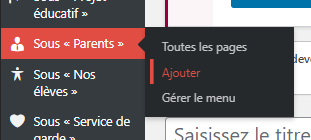 Sous « Projet
éducatif »
Sous « Parents »
Toutes les pages
Ajouter
Gérer le menu
Sous « Nos
élèves »
Sous « Service de
garde »
Saisissez le titre